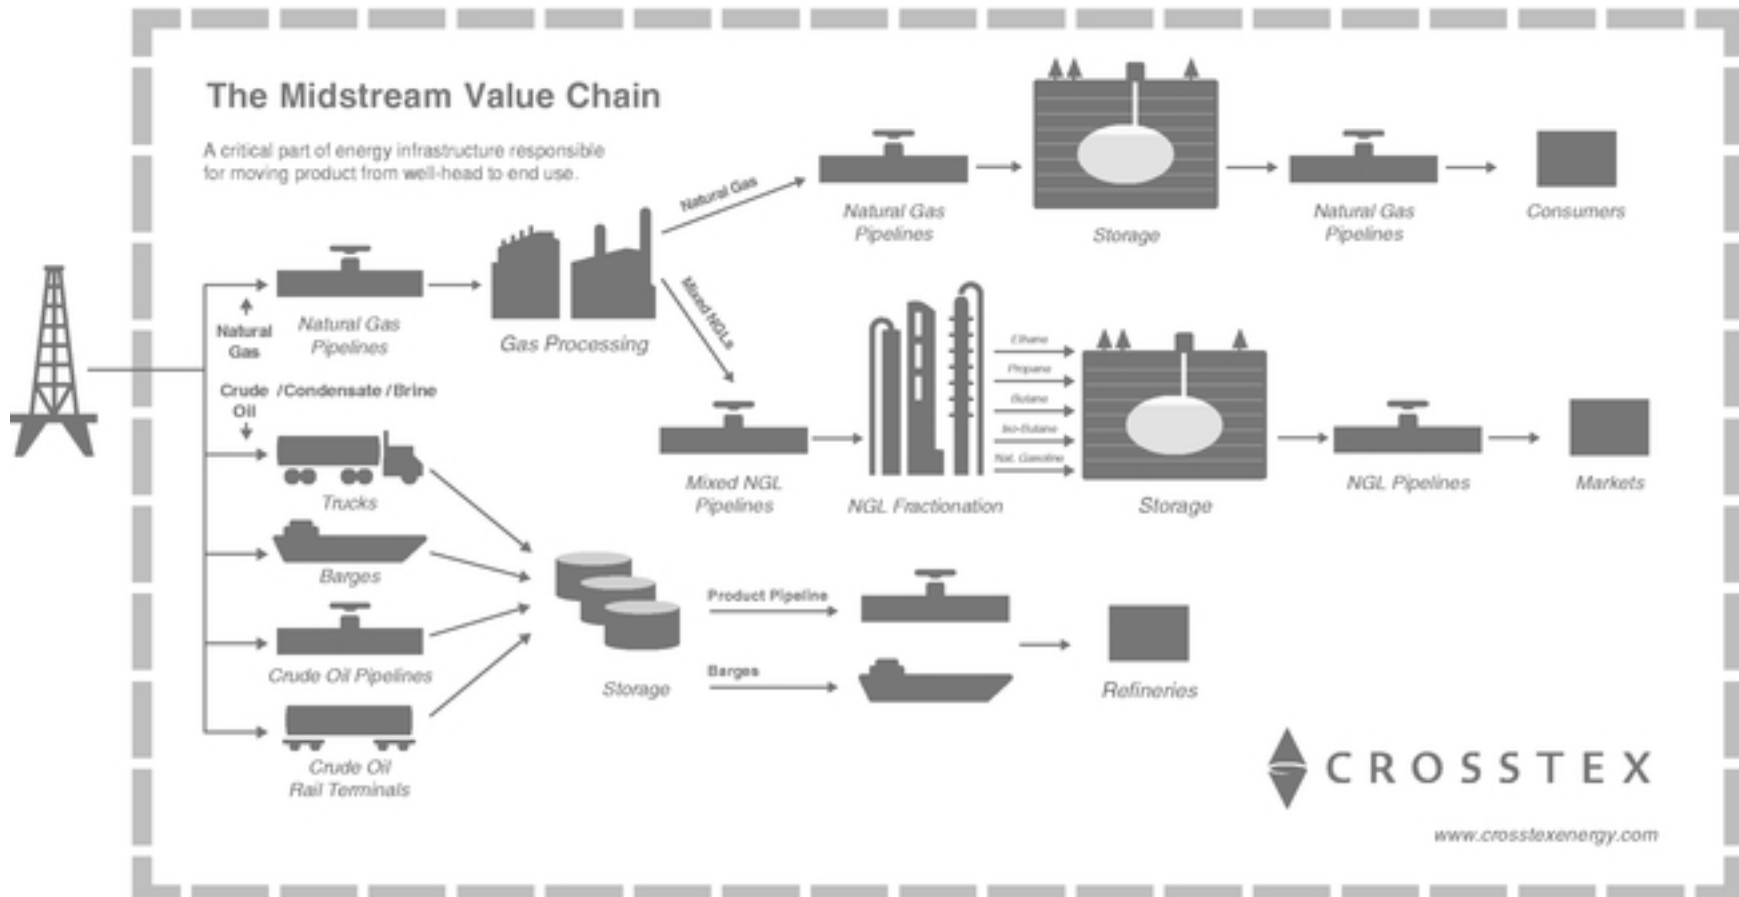 The Midstream Value Chain
A critical part of energy infrastructure responsible
for moving product from well-head to end use.
Natural Gas
Natural Gas
Pipelines
Storage
Natural Gas
Pipelines
Consumers
Natural
Gas
Natural Gas
Pipelines
Gas Processing
Mixed NGLs
Crude /Condensate /Brine
Oil
Ethane
Propane
Butane
Iso-Butane
Nat. Gasoline
Mixed NGL
Pipelines
NGL Fractionation
Storage
NGL Pipelines
Markets
Trucks
Barges
Crude Oil Pipelines
Crude Oil
Rail Terminals
Storage
Product Pipeline
Barges
Refineries
CROSSTEX
www.crosstexenergy.com